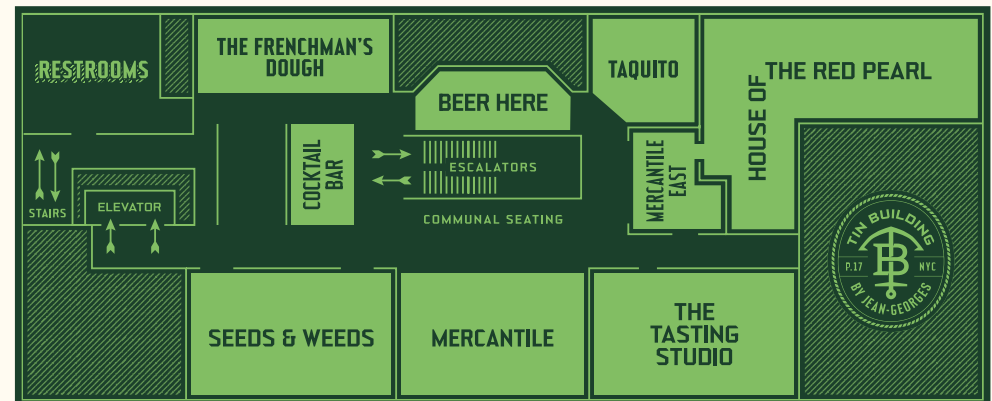 RESTROOMS
THE FRENCHMAN'S
DOUGH
BEER HERE
TAQUITO
HOUSE OF
THE RED PEARL
COCKTAIL
BAR
ESCALATORS
MERCANTILE
EAST
STAIRS
ELEVATOR
COMMUNAL SEATING
TIN BUILDING
P.17
B
NYC
BY JEAN-GEORGES
SEEDS & WEEDS
MERCANTILE
THE
TASTING
STUDIO